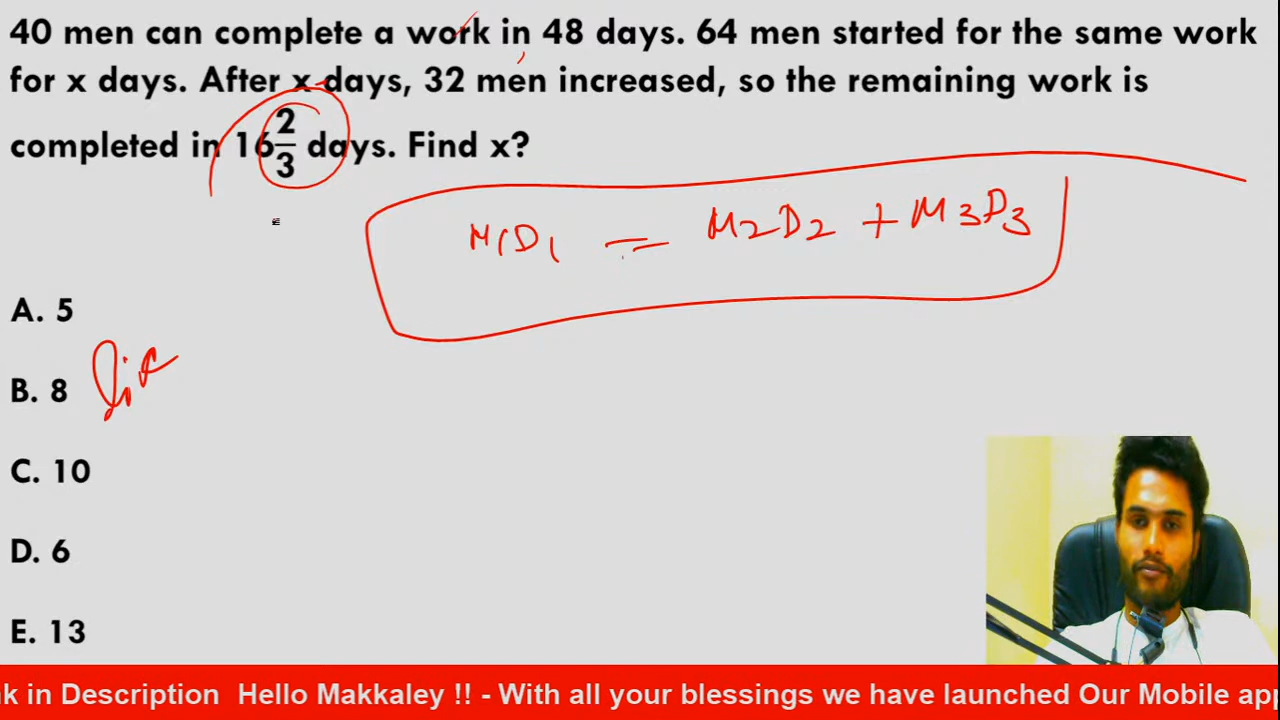 40 men can complete a work in 48 days. 64 men started for the same work
for x days. After x days, 32 men increased, so the remaining work is
completed in 16 2/3 days. Find x?
M1D1 = M2D2 + M3D3
A. 5
B. 8
C. 10
D. 6
E. 13
k in Description Hello Makkaley !! - With all your blessings we have launched Our Mobile app